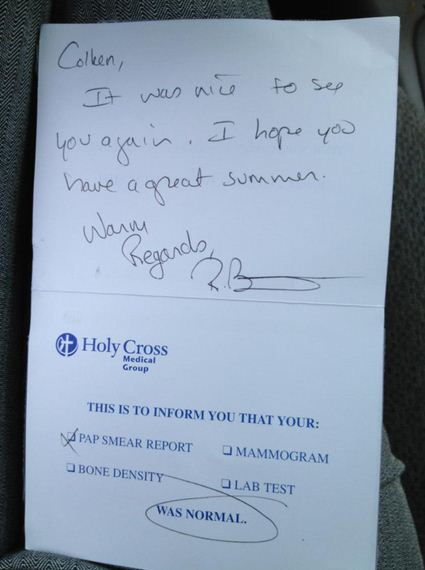 Colleen,
It was nice to see
you again. I hope you
have a great summer.
Warm
Regards,
R. B
Holy Cross
Medical
Group
THIS IS TO INFORM YOU THAT YOUR:
☒ PAP SMEAR REPORT ❑ MAMMOGRAM
❑ BONE DENSITY ❑ LAB TEST
WAS NORMAL.